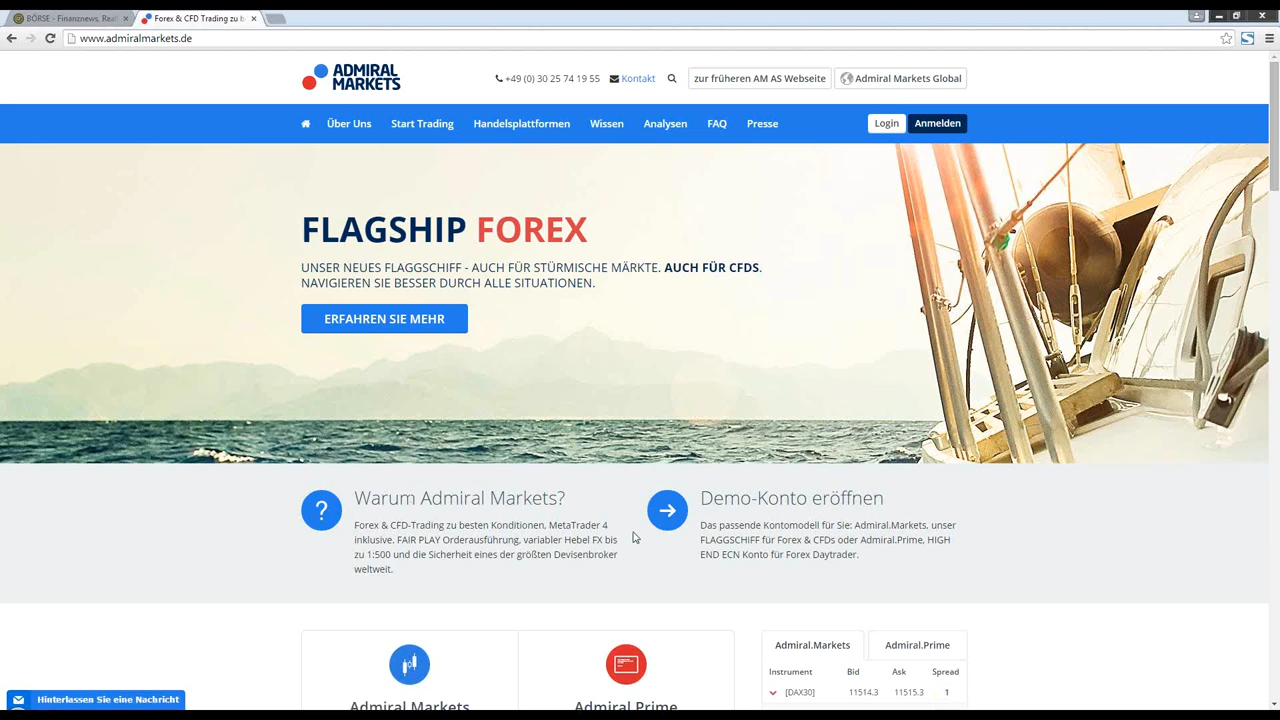 BÖRSE - Finanznews, Real
Forex & CFD Trading zu b
www.admiralmarkets.de
ADMIRAL
MARKETS
+49 (0) 30 25 74 19 55
Kontakt
zur früheren AM AS Webseite
Admiral Markets Global
Über Uns
Start Trading
Handelsplattformen
Wissen
Analysen
FAQ
Presse
Login
Anmelden
FLAGSHIP FOREX
UNSER NEUES FLAGGSCHIFF - AUCH FÜR STÜRMISCHE MÄRKTE. AUCH FÜR CFDS.
NAVIGIEREN SIE BESSER DURCH ALLE SITUATIONEN.
ERFAHREN SIE MEHR
?
Warum Admiral Markets?
Forex & CFD-Trading zu besten Konditionen, MetaTrader 4
inklusive. FAIR PLAY Orderausführung, variabler Hebel FX bis
zu 1:500 und die Sicherheit eines der größten Devisenbroker
weltweit.
Demo-Konto eröffnen
Das passende Kontomodell für Sie: Admiral.Markets, unser
FLAGGSCHIFF für Forex & CFDs oder Admiral.Prime, HIGH
END ECN Konto für Forex Daytrader.
Admiral Markets
Admiral Prime
Admiral.Markets
Admiral.Prime
Instrument Bid Ask Spread
[DAX30] 11514.3 11515.3 1
Hinterlassen Sie eine Nachricht